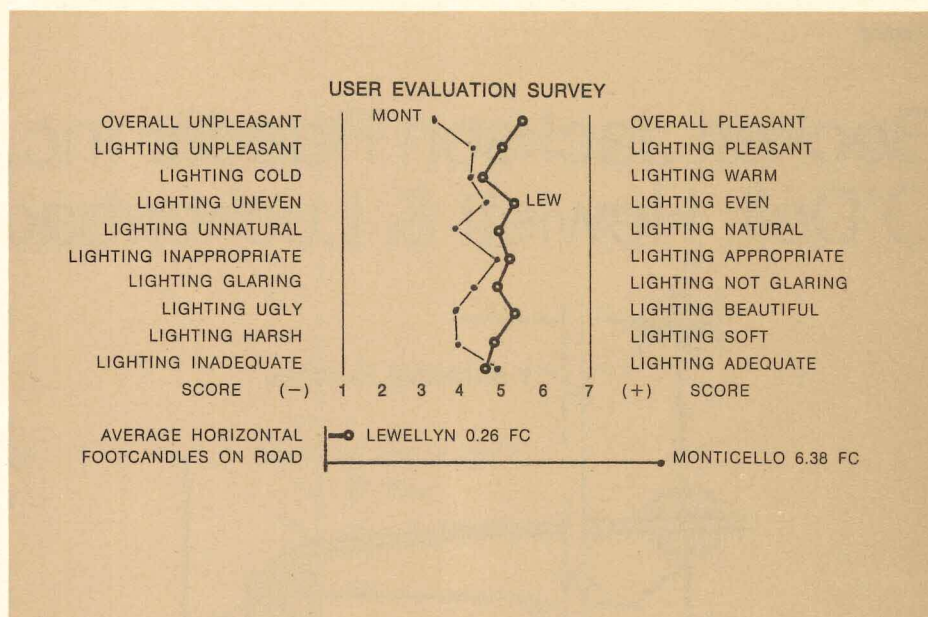 USER EVALUATION SURVEY
OVERALL UNPLEASANT MONT OVERALL PLEASANT
LIGHTING UNPLEASANT LIGHTING PLEASANT
LIGHTING COLD LIGHTING WARM
LIGHTING UNEVEN LEW LIGHTING EVEN
LIGHTING UNNATURAL LIGHTING NATURAL
LIGHTING INAPPROPRIATE LIGHTING APPROPRIATE
LIGHTING GLARING LIGHTING NOT GLARING
LIGHTING UGLY LIGHTING BEAUTIFUL
LIGHTING HARSH LIGHTING SOFT
LIGHTING INADEQUATE LIGHTING ADEQUATE
SCORE (−) 1 2 3 4 5 6 7 (+) SCORE
AVERAGE HORIZONTAL LEWELLYN 0.26 FC
FOOTCANDLES ON ROAD MONTICELLO 6.38 FC